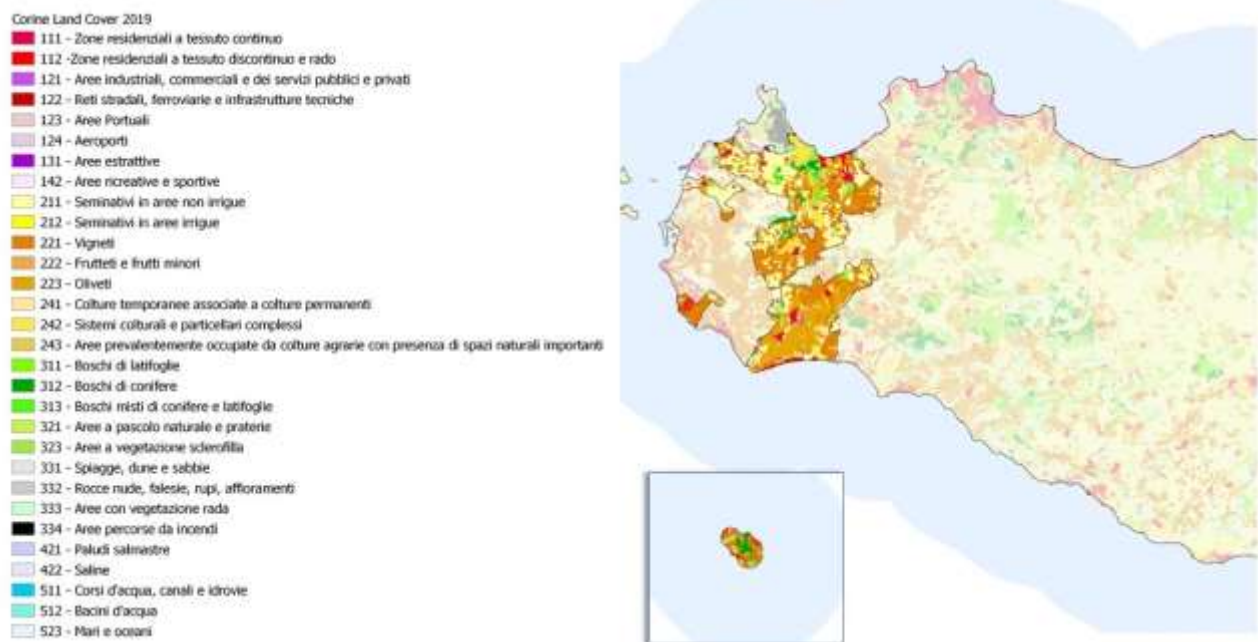 Corine Land Cover 2019
111 - Zone residenziali a tessuto continuo
112 -Zone residenziali a tessuto discontinuo e rado
121 - Aree industriali, commerciali e dei servizi pubblici e privati
122 - Reti stradali, ferroviarie e infrastrutture tecniche
123 - Aree Portuali
124 - Aeroporti
131 - Aree estrattive
142 - Aree ricreative e sportive
211 - Seminativi in aree non irrigue
212 - Seminativi in aree irrigue
221 - Vigneti
222 - Frutteti e frutti minori
223 - Oliveti
241 - Colture temporanee associate a colture permanenti
242 - Sistemi colturali e particellari complessi
243 - Aree prevalentemente occupate da colture agrarie con presenza di spazi naturali importanti
311 - Boschi di latifoglie
312 - Boschi di conifere
313 - Boschi misti di conifere e latifoglie
321 - Aree a pascolo naturale e praterie
323 - Aree a vegetazione sclerofilla
331 - Spiagge, dune e sabbie
332 - Rocce nude, falesie, rupi, affioramenti
333 - Aree con vegetazione rada
334 - Aree percorse da incendi
421 - Paludi salmastre
422 - Saline
511 - Corsi d'acqua, canali e idrovie
512 - Bacini d'acqua
523 - Mari e oceani